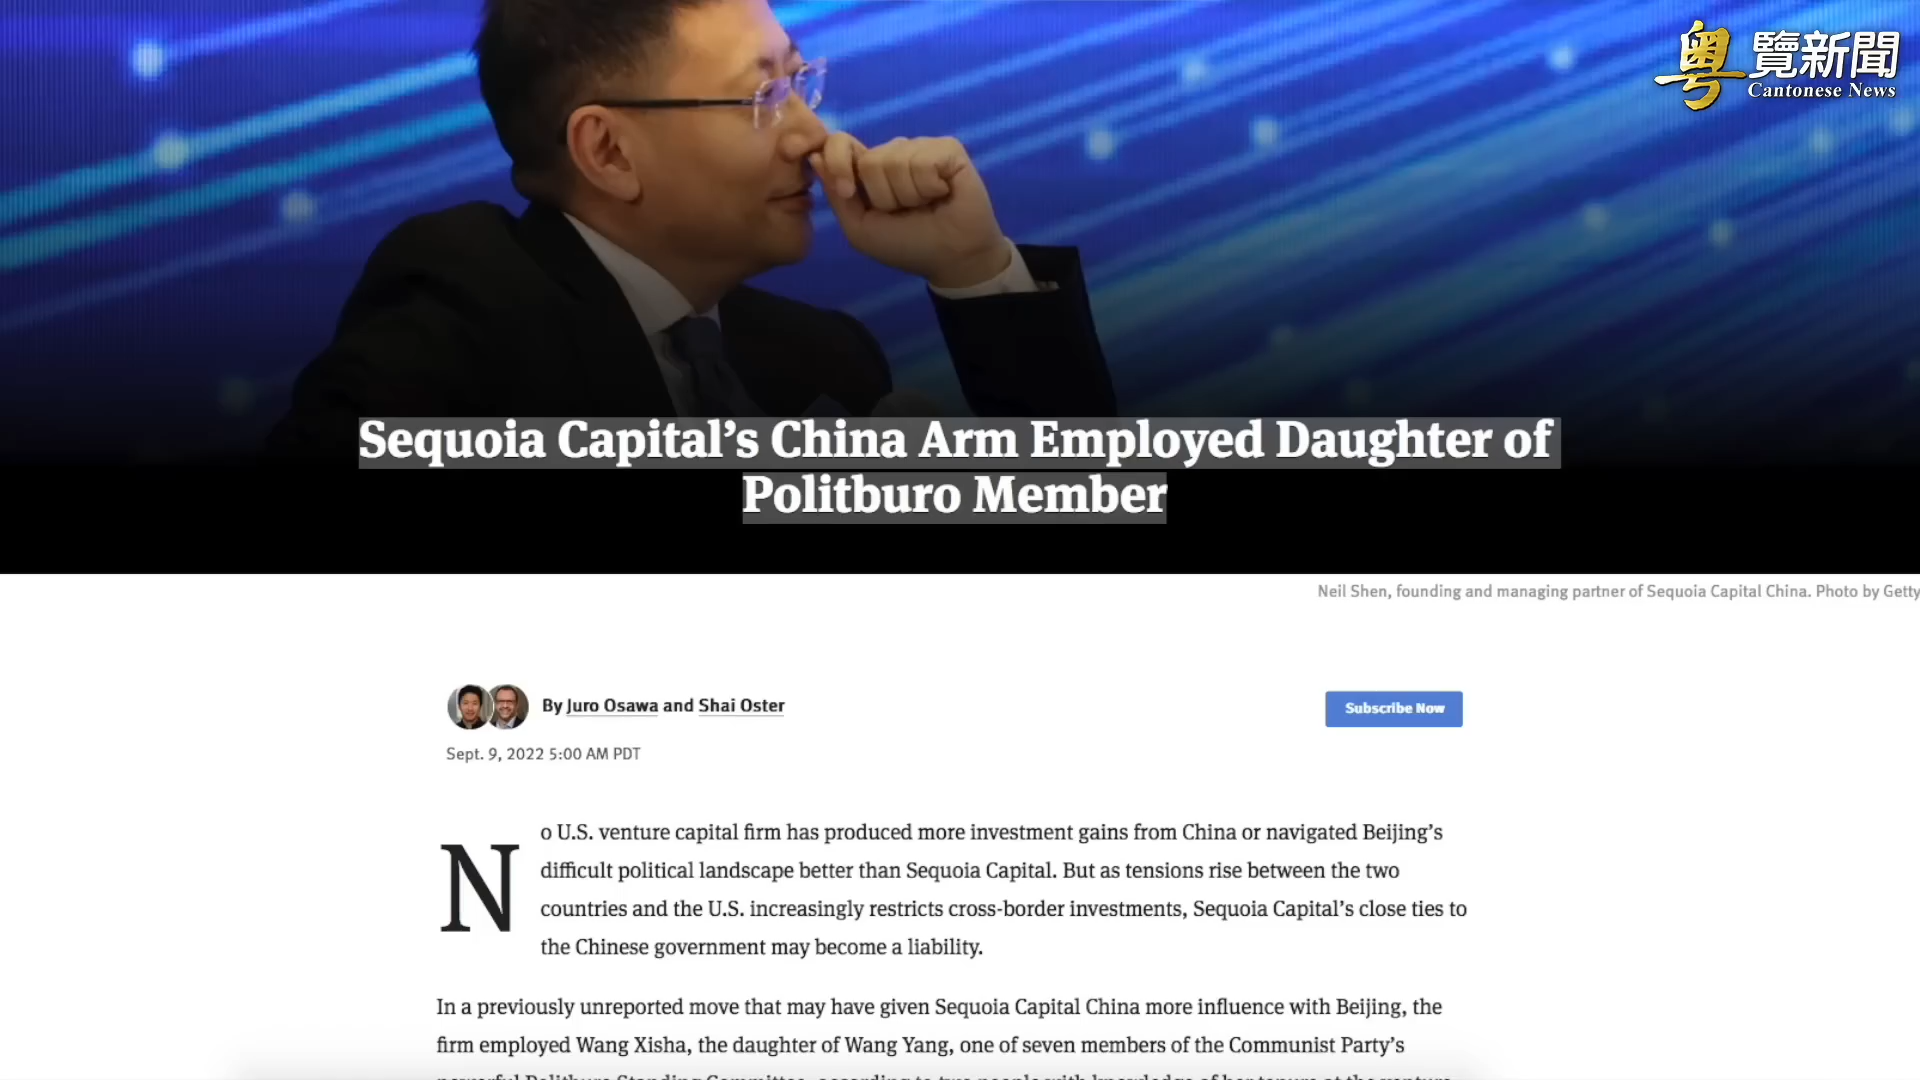 粵覽新聞
Cantonese News
Sequoia Capital’s China Arm Employed Daughter of
Politburo Member
Neil Shen, founding and managing partner of Sequoia Capital China. Photo by Getty
By Juro Osawa and Shai Oster
Subscribe Now
Sept. 9, 2022 5:00 AM PDT
No U.S. venture capital firm has produced more investment gains from China or navigated Beijing’s
difficult political landscape better than Sequoia Capital. But as tensions rise between the two
countries and the U.S. increasingly restricts cross-border investments, Sequoia Capital’s close ties to
the Chinese government may become a liability.
In a previously unreported move that may have given Sequoia Capital China more influence with Beijing, the
firm employed Wang Xisha, the daughter of Wang Yang, one of seven members of the Communist Party’s